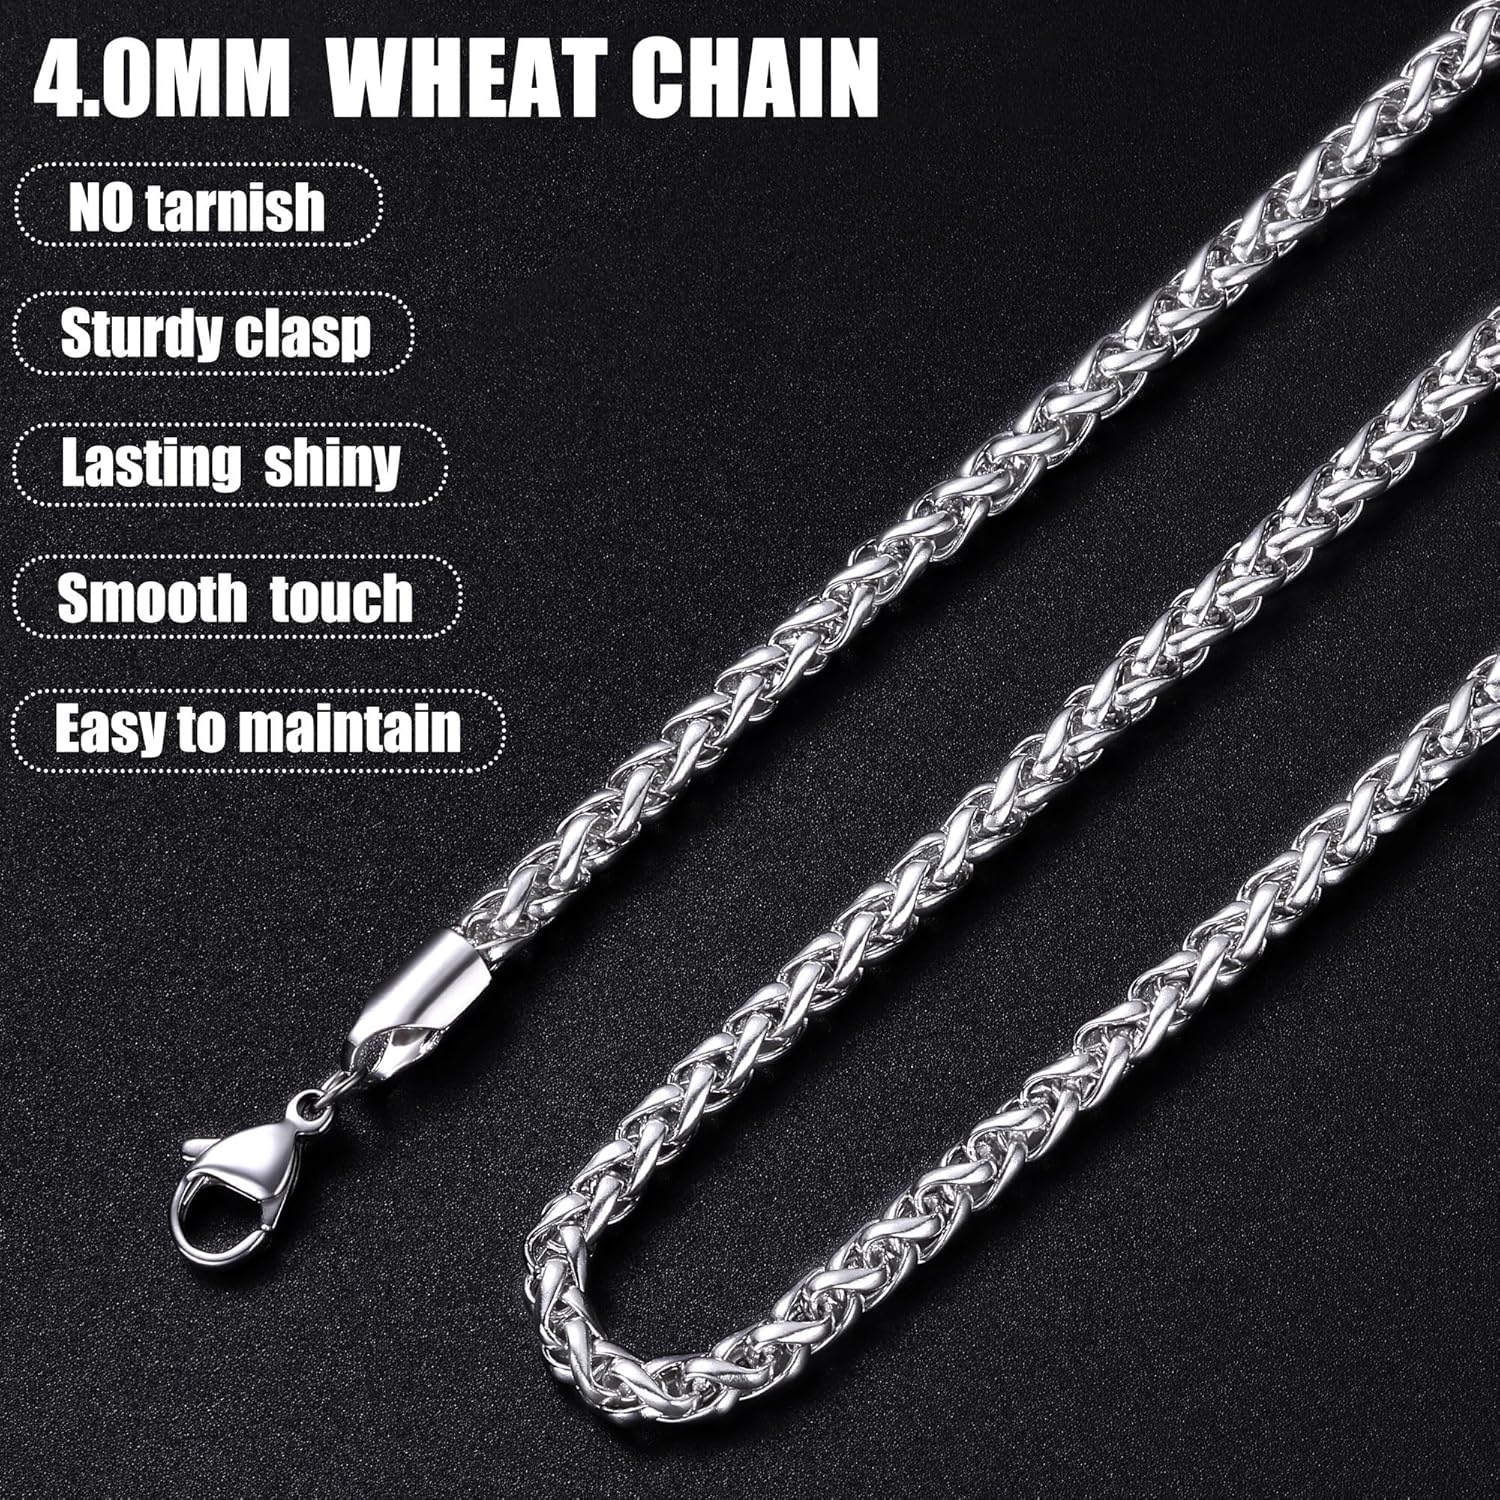 4.0MM WHEAT CHAIN
NO tarnish
Sturdy clasp
Lasting shiny
Smooth touch
Easy to maintain